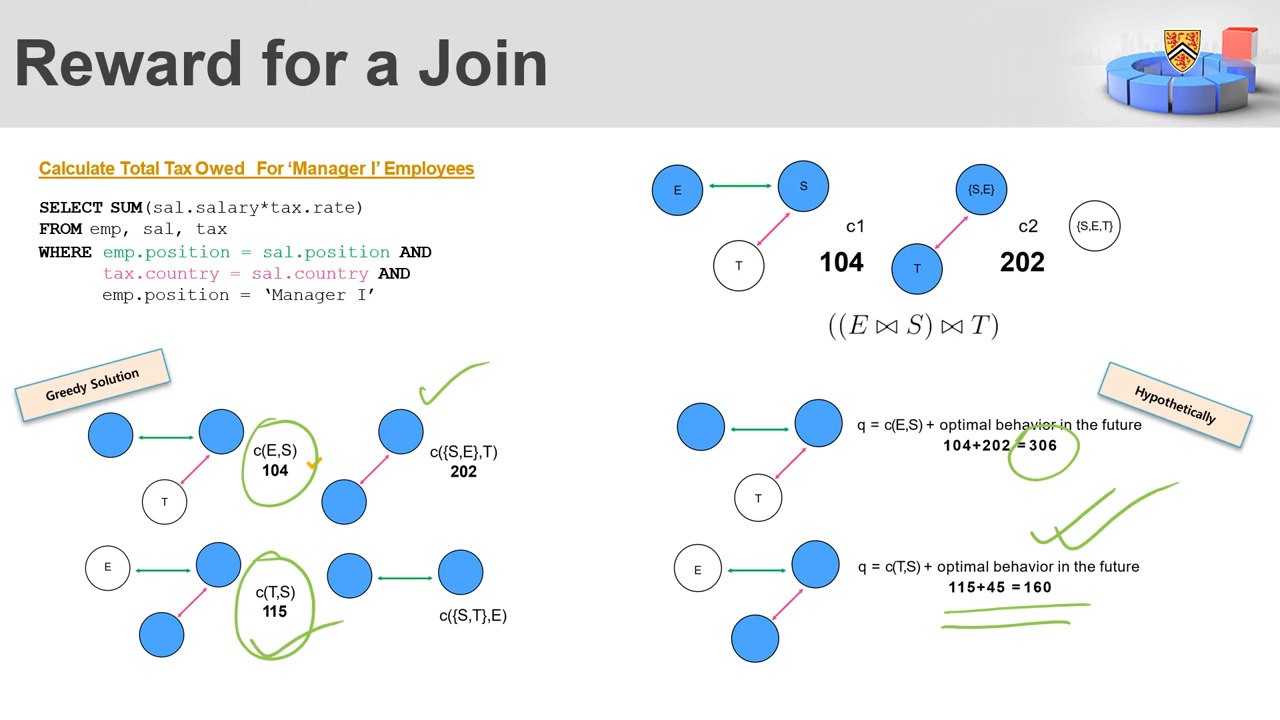 Reward for a Join
Calculate Total Tax Owed For ‘Manager I’ Employees
SELECT SUM(sal.salary*tax.rate)
FROM emp, sal, tax
WHERE emp.position = sal.position AND
tax.country = sal.country AND
emp.position = ‘Manager I’
E
S
T
c1
104
{S,E}
T
c2
202
{S,E,T}
((E ⋈ S) ⋈ T)
Greedy Solution
T
c(E,S)
104
c({S,E},T)
202
E
c(T,S)
115
c({S,T},E)
Hypothetically
T
q = c(E,S) + optimal behavior in the future
104+202 = 306
E
q = c(T,S) + optimal behavior in the future
115+45 = 160